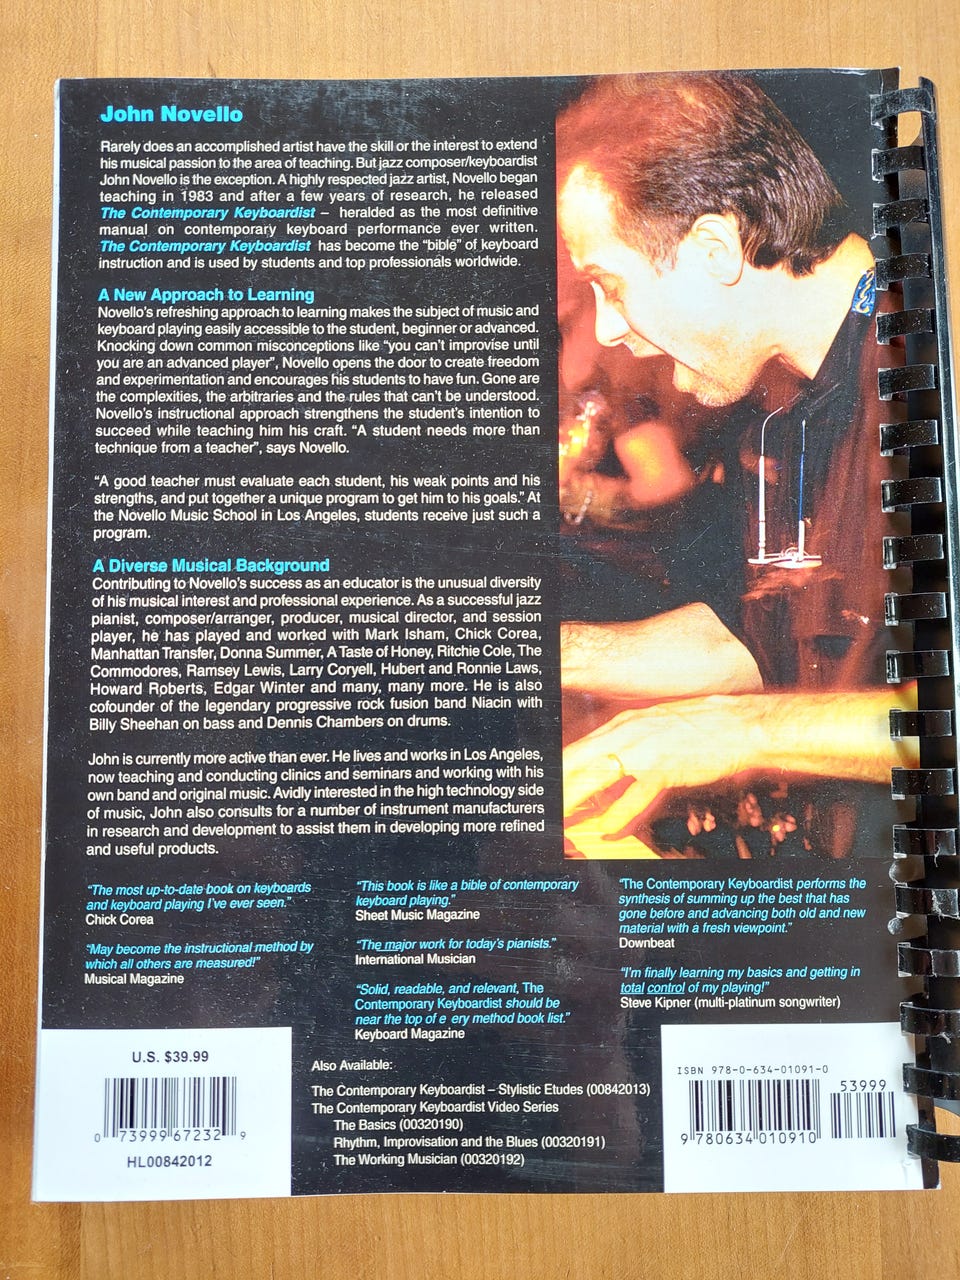 John Novello
Rarely does an accomplished artist have the skill or the interest to extend
his musical passion to the area of teaching. But jazz composer/keyboardist
John Novello is the exception. A highly respected jazz artist, Novello began
teaching in 1983 and after a few years of research, he released
The Contemporary Keyboardist – heralded as the most definitive
manual on contemporary keyboard performance ever written.
The Contemporary Keyboardist has become the "bible" of keyboard
instruction and is used by students and top professionals worldwide.
A New Approach to Learning
Novello's refreshing approach to learning makes the subject of music and
keyboard playing easily accessible to the student, beginner or advanced.
Knocking down common misconceptions like "you can't improvise until
you are an advanced player", Novello opens the door to create freedom
and experimentation and encourages his students to have fun. Gone are
the complexities, the arbitraries and the rules that can't be understood.
Novello's instructional approach strengthens the student's intention to
succeed while teaching him his craft. "A student needs more than
technique from a teacher", says Novello.
"A good teacher must evaluate each student, his weak points and his
strengths, and put together a unique program to get him to his goals." At
the Novello Music School in Los Angeles, students receive just such a
program.
A Diverse Musical Background
Contributing to Novello's success as an educator is the unusual diversity
of his musical interest and professional experience. As a successful jazz
pianist, composer/arranger, producer, musical director, and session
player, he has played and worked with Mark Isham, Chick Corea,
Manhattan Transfer, Donna Summer, A Taste of Honey, Ritchie Cole, The
Commodores, Ramsey Lewis, Larry Coryell, Hubert and Ronnie Laws,
Howard Roberts, Edgar Winter and many, many more. He is also
cofounder of the legendary progressive rock fusion band Niacin with
Billy Sheehan on bass and Dennis Chambers on drums.
John is currently more active than ever. He lives and works in Los Angeles,
now teaching and conducting clinics and seminars and working with his
own band and original music. Avidly interested in the high technology side
of music, John also consults for a number of instrument manufacturers
in research and development to assist them in developing more refined
and useful products.
"The most up-to-date book on keyboards
and keyboard playing I've ever seen."
Chick Corea
"May become the instructional method by
which all others are measured!"
Musical Magazine
"This book is like a bible of contemporary
keyboard playing."
Sheet Music Magazine
"The major work for today's pianists."
International Musician
"Solid, readable, and relevant, The
Contemporary Keyboardist should be
near the top of e ery method book list."
Keyboard Magazine
"The Contemporary Keyboardist performs the
synthesis of summing up the best that has
gone before and advancing both old and new
material with a fresh viewpoint."
Downbeat
"I'm finally learning my basics and getting in
total control of my playing!"
Steve Kipner (multi-platinum songwriter)
U.S. $39.99
0 73999 67232 9
HL00842012
Also Available:
The Contemporary Keyboardist – Stylistic Etudes (00842013)
The Contemporary Keyboardist Video Series
The Basics (00320190)
Rhythm, Improvisation and the Blues (00320191)
The Working Musician (00320192)
ISBN 978-0-634-01091-0
53999
9 780634 010910